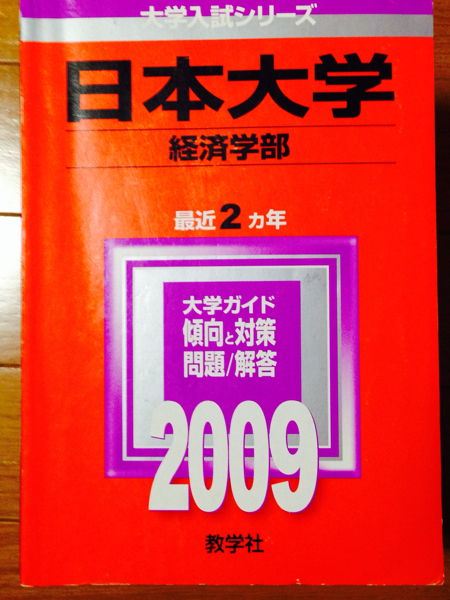 大学入試シリーズ
日本大学
経済学部
最近2ヵ年
大学ガイド
傾向と対策
問題/解答
2009
教学社